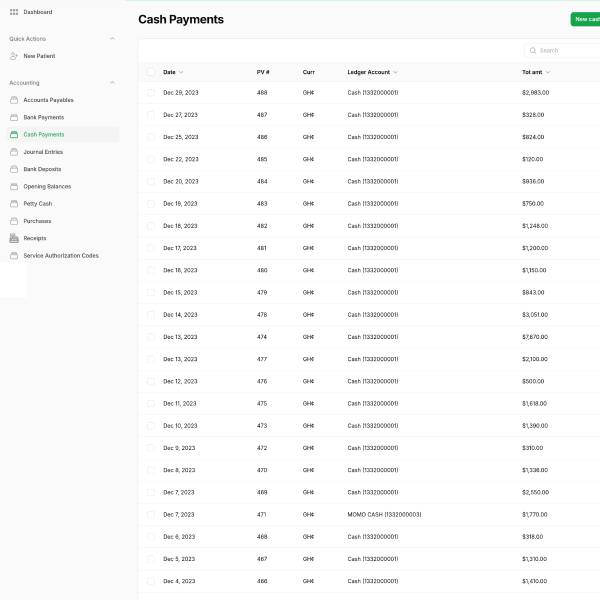 Dashboard
Quick Actions
New Patient
Accounting
Accounts Payables
Bank Payments
Cash Payments
Journal Entries
Bank Deposits
Opening Balances
Petty Cash
Purchases
Receipts
Service Authorization Codes
Cash Payments
New cash
Search
Date PV # Curr Ledger Account Tot amt
Dec 29, 2023 488 GH¢ Cash (1332000001) $2,983.00
Dec 27, 2023 487 GH¢ Cash (1332000001) $328.00
Dec 25, 2023 486 GH¢ Cash (1332000001) $824.00
Dec 22, 2023 485 GH¢ Cash (1332000001) $120.00
Dec 20, 2023 484 GH¢ Cash (1332000001) $936.00
Dec 19, 2023 483 GH¢ Cash (1332000001) $750.00
Dec 18, 2023 482 GH¢ Cash (1332000001) $1,248.00
Dec 17, 2023 481 GH¢ Cash (1332000001) $1,200.00
Dec 16, 2023 480 GH¢ Cash (1332000001) $1,150.00
Dec 15, 2023 479 GH¢ Cash (1332000001) $843.00
Dec 14, 2023 478 GH¢ Cash (1332000001) $3,051.00
Dec 13, 2023 474 GH¢ Cash (1332000001) $7,670.00
Dec 13, 2023 477 GH¢ Cash (1332000001) $2,100.00
Dec 12, 2023 476 GH¢ Cash (1332000001) $500.00
Dec 11, 2023 475 GH¢ Cash (1332000001) $1,618.00
Dec 10, 2023 473 GH¢ Cash (1332000001) $1,390.00
Dec 9, 2023 472 GH¢ Cash (1332000001) $310.00
Dec 8, 2023 470 GH¢ Cash (1332000001) $1,336.00
Dec 7, 2023 469 GH¢ Cash (1332000001) $2,550.00
Dec 7, 2023 471 GH¢ MOMO CASH (1332000003) $1,770.00
Dec 6, 2023 468 GH¢ Cash (1332000001) $318.00
Dec 5, 2023 467 GH¢ Cash (1332000001) $1,310.00
Dec 4, 2023 466 GH¢ Cash (1332000001) $1,410.00